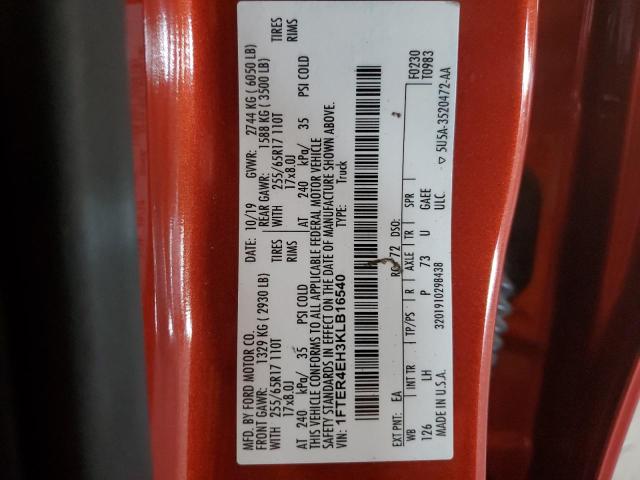 MFD. BY FORD MOTOR CO.
DATE: 10/19 GVWR: 2744 KG ( 6050 LB)
FRONT GAWR: 1329 KG ( 2930 LB) REAR GAWR: 1588 KG ( 3500 LB)
WITH 255/65R17 110T TIRES WITH 255/65R17 110T TIRES
17x8.0J RIMS 17x8.0J RIMS
AT 240 kPa/ 35 PSI COLD AT 240 kPa/ 35 PSI COLD
THIS VEHICLE CONFORMS TO ALL APPLICABLE FEDERAL MOTOR VEHICLE
SAFETY STANDARDS IN EFFECT ON THE DATE OF MANUFACTURE SHOWN ABOVE.
VIN: 1FTER4EH3KLB16540 TYPE: Truck
F0230
T0983
EXT PNT: EA 72 DSO:
WB INT TR TP/PS R AXLE TR SPR
126 LH P 73 U GAEE
ULC
MADE IN U.S.A. 3201910298438 5U5A-3520472-AA